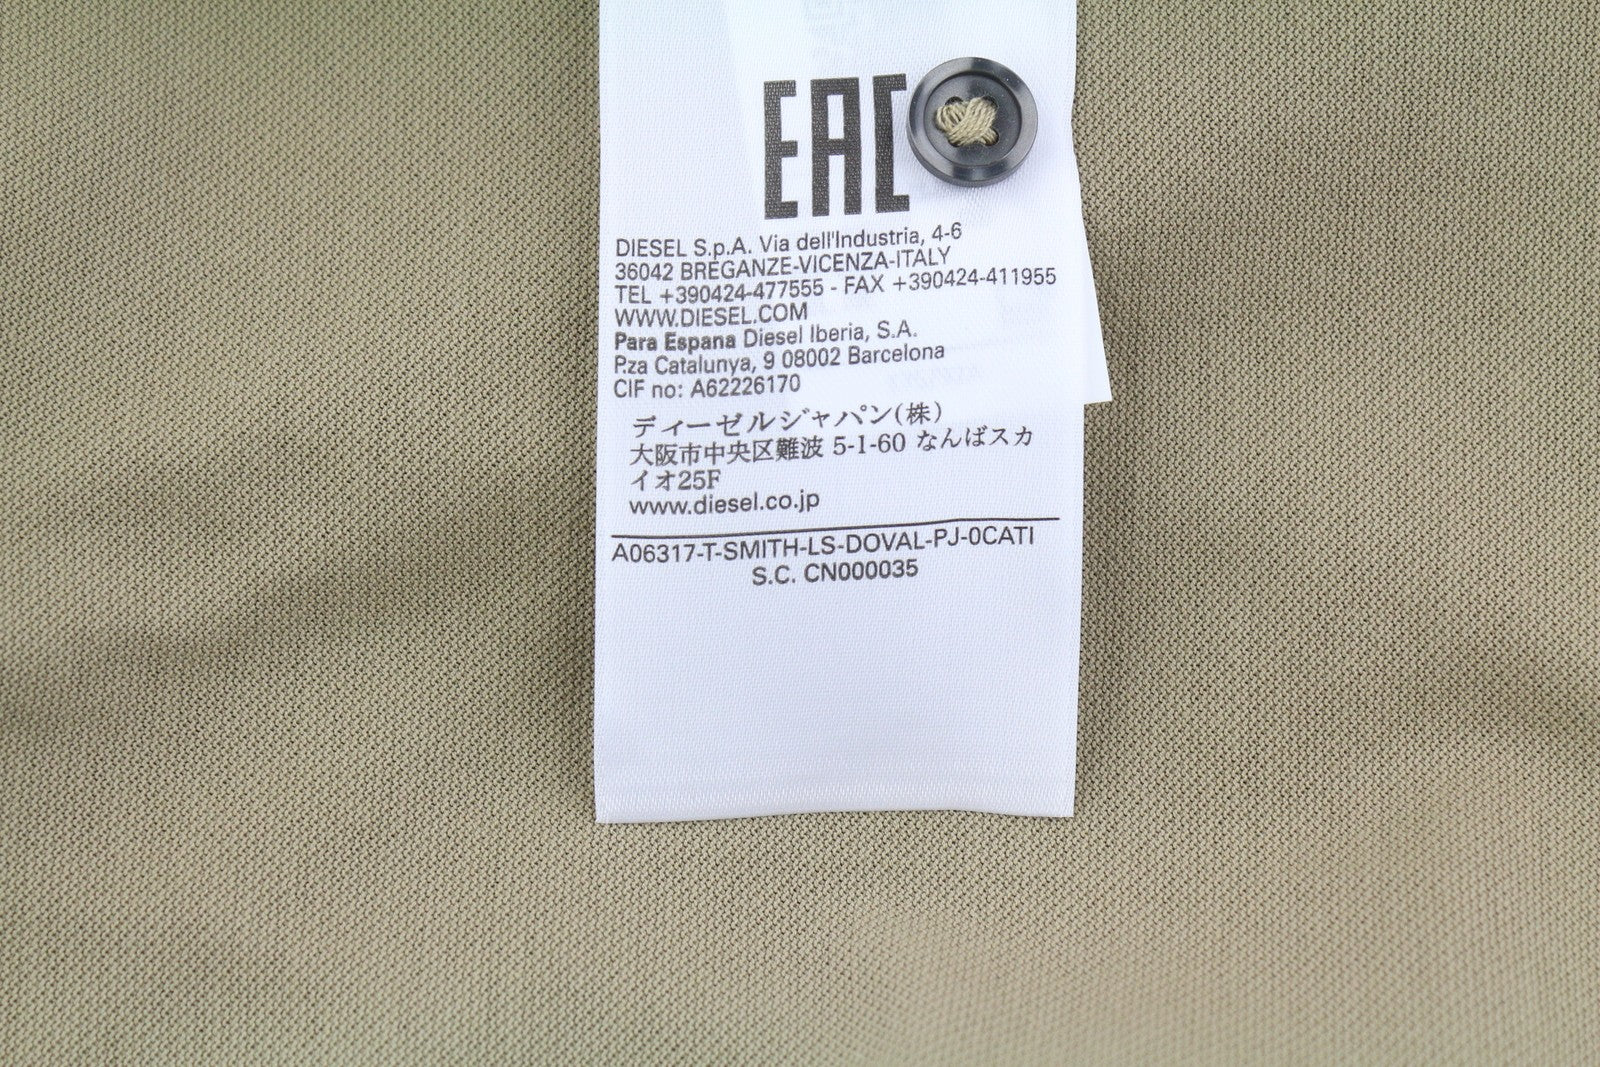 EAC
DIESEL S.p.A. Via dell'Industria, 4-6
36042 BREGANZE-VICENZA-ITALY
TEL +390424-477555 - FAX +390424-411955
WWW.DIESEL.COM
Para Espana Diesel Iberia, S.A.
P.za Catalunya, 9 08002 Barcelona
CIF no: A62226170
ディーゼルジャパン(株)
大阪市中央区難波 5-1-60 なんばスカ
イオ25F
www.diesel.co.jp
A06317-T-SMITH-LS-DOVAL-PJ-0CATI
S.C. CN000035